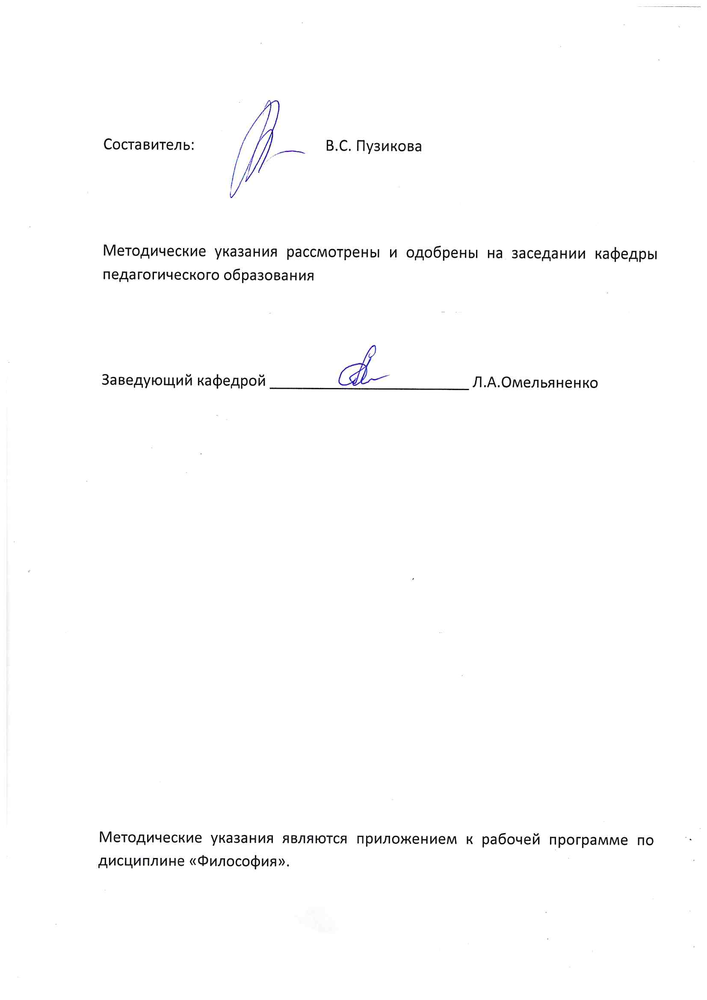 Составитель: В.С. Пузикова
Методические указания рассмотрены и одобрены на заседании кафедры
педагогического образования
Заведующий кафедрой ______________________ Л.А.Омельяненко
Методические указания являются приложением к рабочей программе по
дисциплине «Философия».